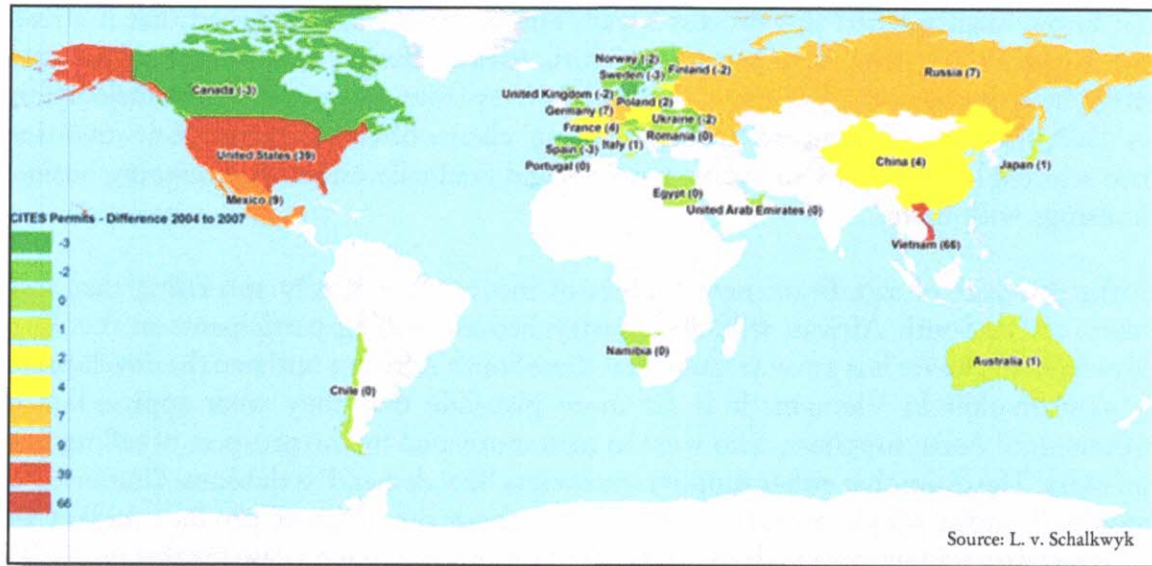 Norway (-2)
Sweden (-3)
Finland (-2)
Russia (7)
Canada (-3)
United Kingdom (-2)
Poland (2)
Germany (7)
Ukraine (-2)
France (4)
Romania (0)
United States (39)
Spain (-3)
Italy (1)
China (4)
Japan (1)
Portugal (0)
Mexico (9)
Egypt (0)
United Arab Emirates (0)
CITES Permits - Difference 2004 to 2007
Vietnam (66)
-3
-2
0
1
2
4
7
9
39
66
Namibia (0)
Australia (1)
Chile (0)
Source: L. v. Schalkwyk